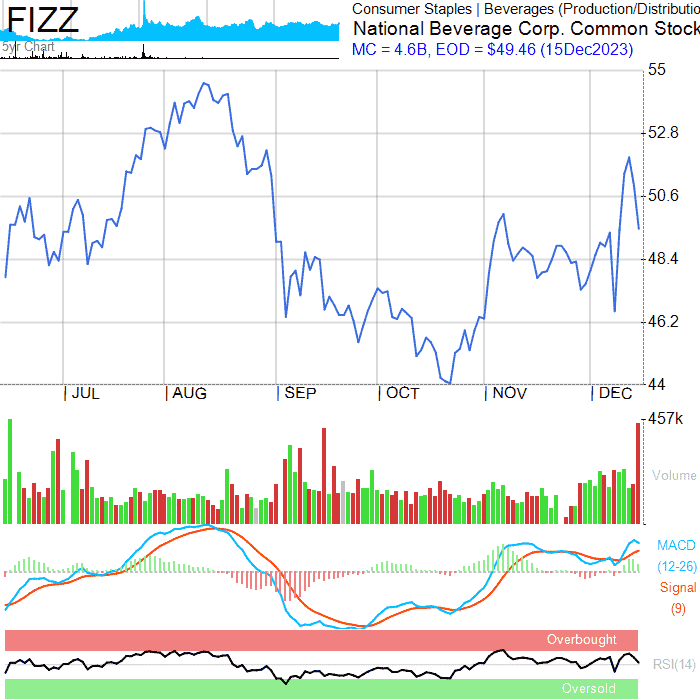 FIZZ
5yr Chart
Consumer Staples | Beverages (Production/Distributio
National Beverage Corp. Common Stock
MC = 4.6B, EOD = $49.46 (15Dec2023)
55
52.8
50.6
48.4
46.2
44
JUL AUG SEP OCT NOV DEC
457k
Volume
MACD
(12-26)
Signal
(9)
Overbought
RSI(14)
Oversold